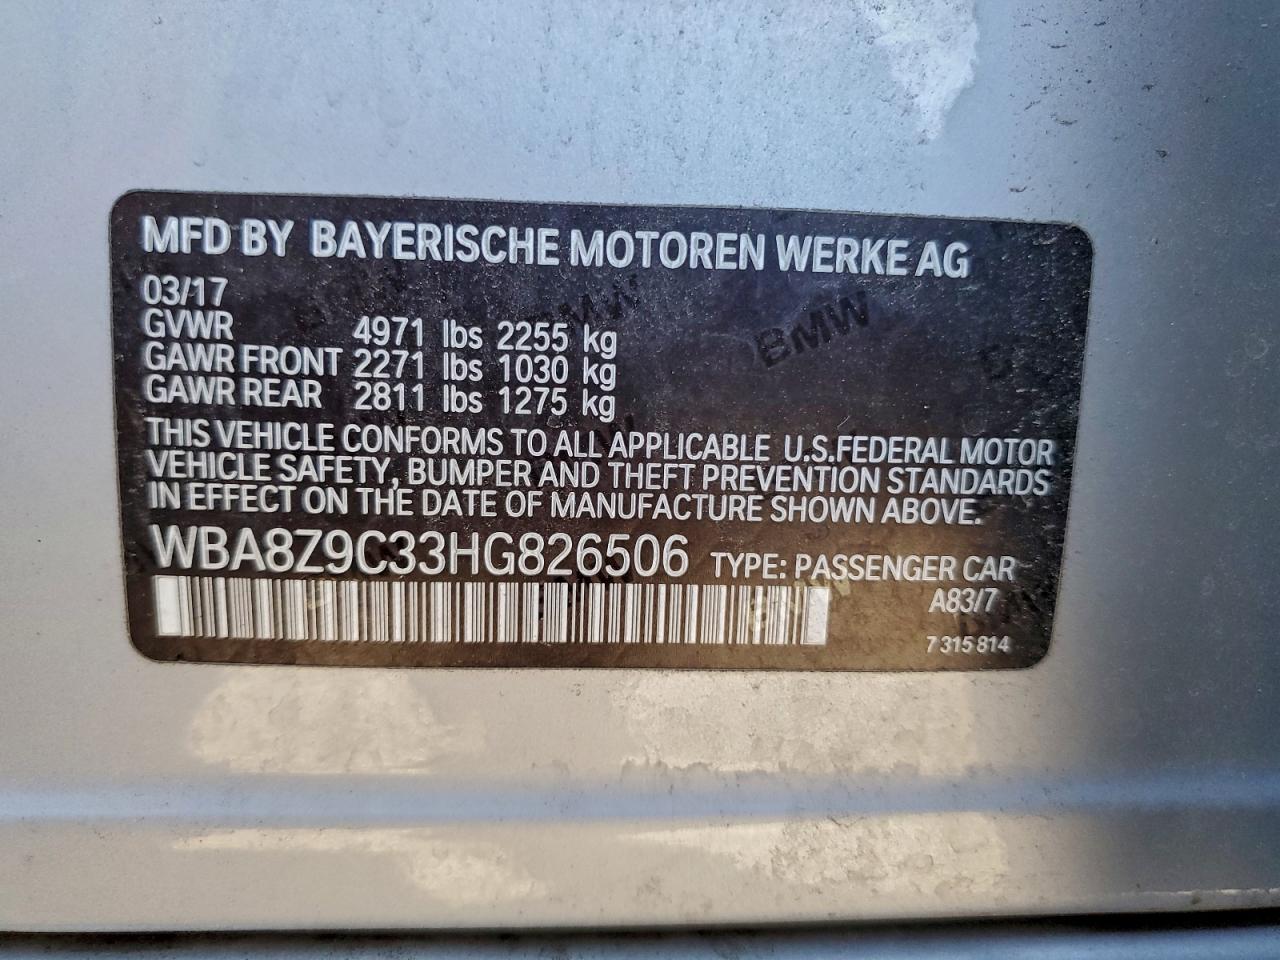 MFD BY BAYERISCHE MOTOREN WERKE AG
03/17
GVWR 4971 lbs 2255 kg
GAWR FRONT 2271 lbs 1030 kg
GAWR REAR 2811 lbs 1275 kg
THIS VEHICLE CONFORMS TO ALL APPLICABLE U.S.FEDERAL MOTOR
VEHICLE SAFETY, BUMPER AND THEFT PREVENTION STANDARDS
IN EFFECT ON THE DATE OF MANUFACTURE SHOWN ABOVE.
WBA8Z9C33HG826506 TYPE: PASSENGER CAR
A83/7
7 315 814
BMW
BMW